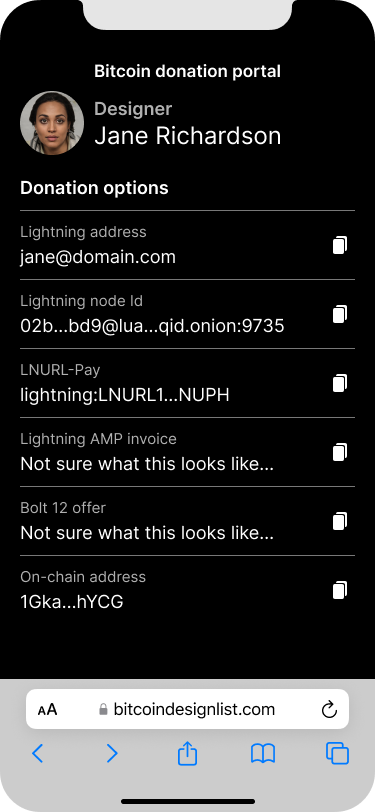 Bitcoin donation portal
Designer
Jane Richardson
Donation options
Lightning address
jane@domain.com
Lightning node Id
02b...bd9@lua...qid.onion:9735
LNURL-Pay
lightning:LNURL1...NUPH
Lightning AMP invoice
Not sure what this looks like...
Bolt 12 offer
Not sure what this looks like...
On-chain address
1Gka...hYCG
AA bitcoindesignlist.com